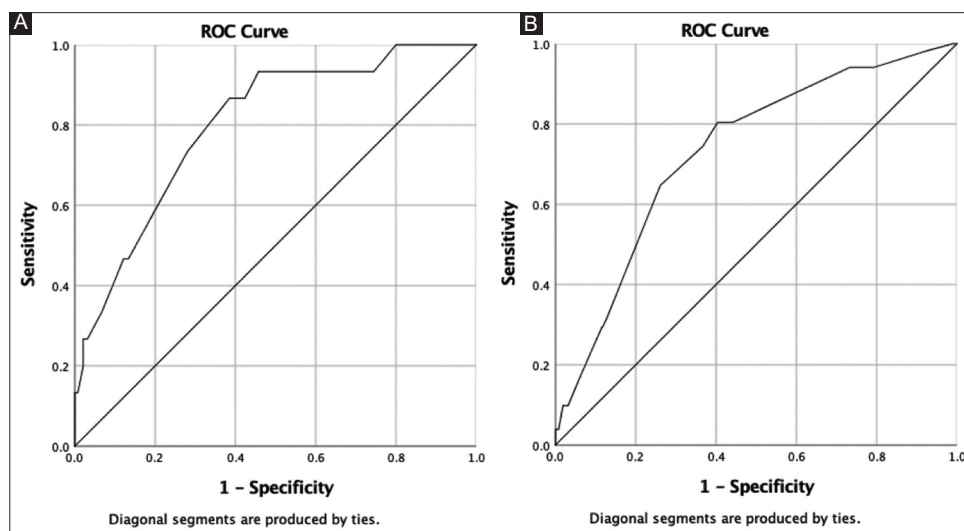 A
ROC Curve
1.0
0.8
0.6
0.4
0.2
0.0
0.0 0.2 0.4 0.6 0.8 1.0
Sensitivity
1 – Specificity
Diagonal segments are produced by ties.
B
ROC Curve
1.0
0.8
0.6
0.4
0.2
0.0
0.0 0.2 0.4 0.6 0.8 1.0
Sensitivity
1 – Specificity
Diagonal segments are produced by ties.